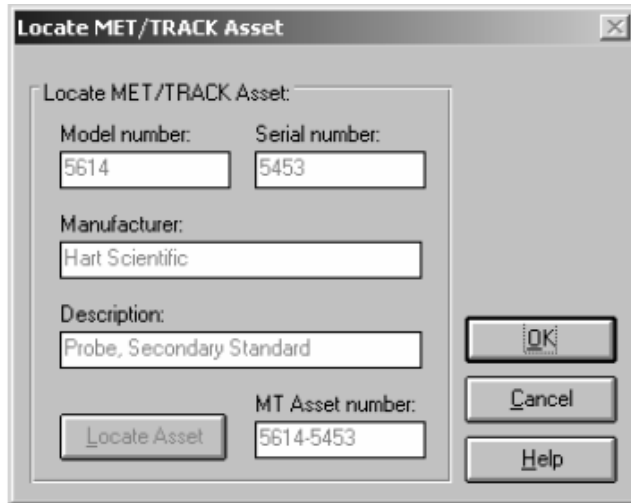 Locate MET/TRACK Asset
Locate MET/TRACK Asset:
Model number: Serial number:
5614 5453
Manufacturer:
Hart Scientific
Description:
Probe, Secondary Standard
MT Asset number:
Locate Asset 5614-5453
OK
Cancel
Help